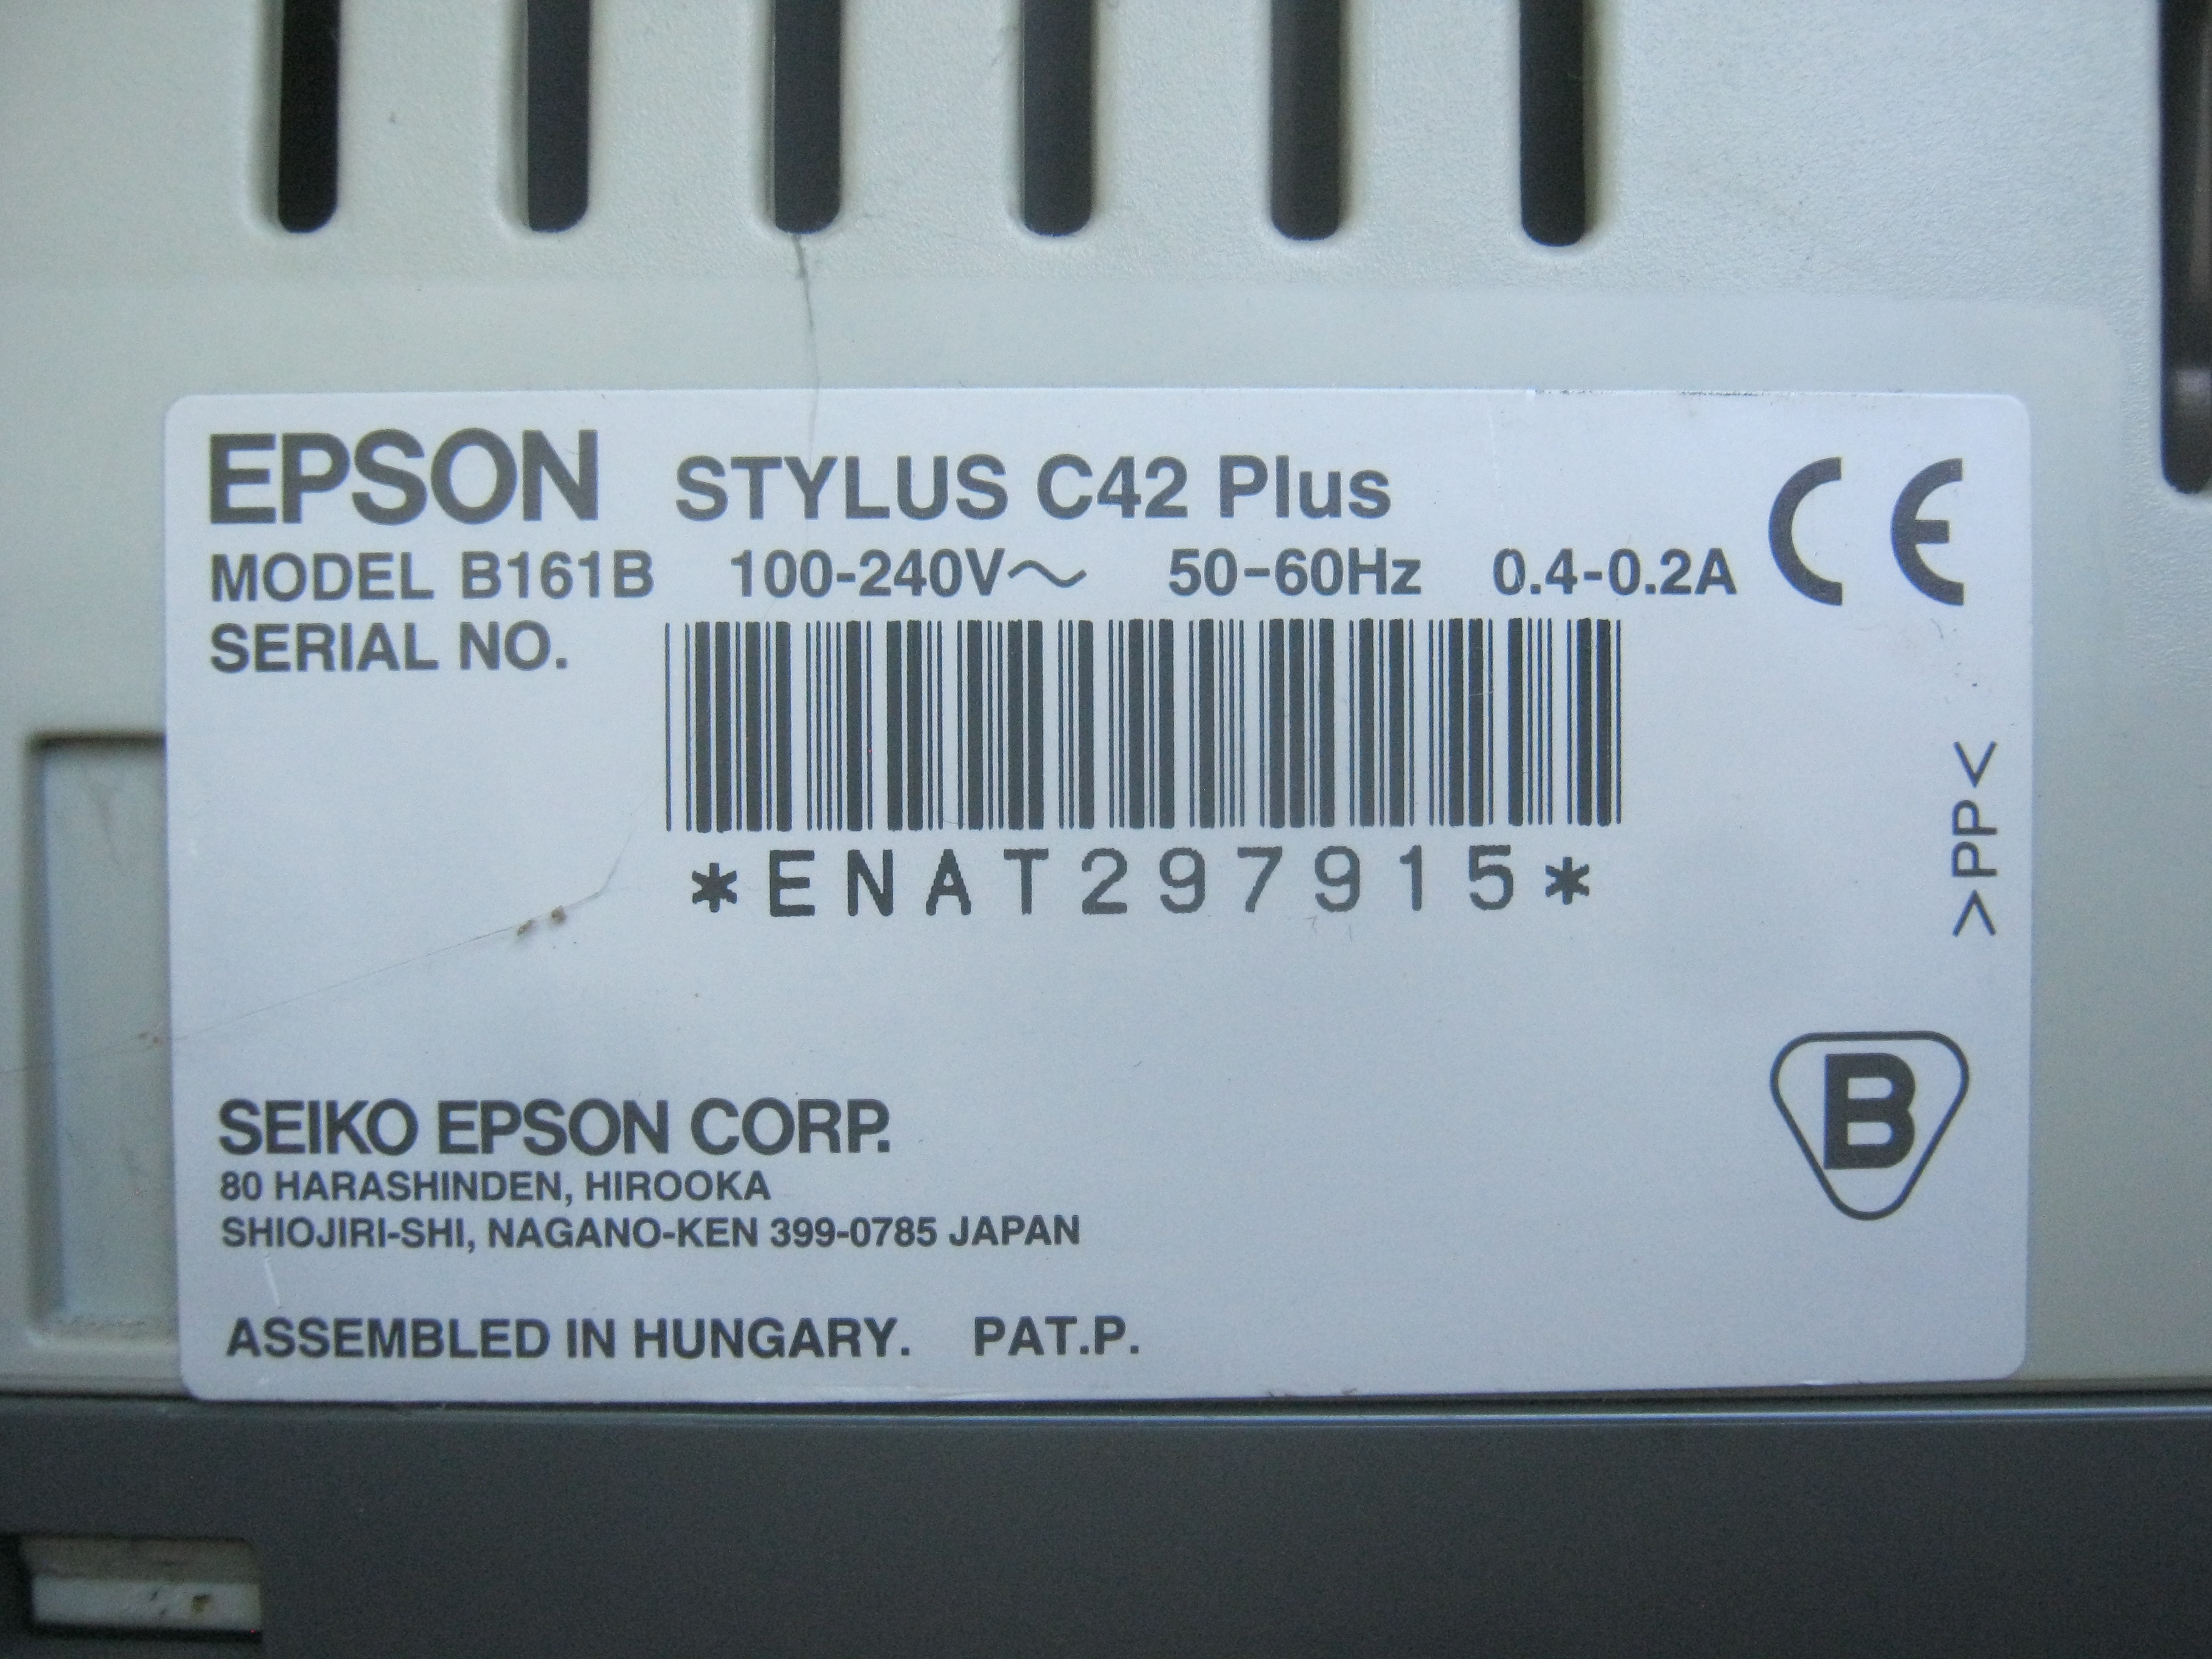 EPSON STYLUS C42 Plus
MODEL B161B 100-240V~ 50-60Hz 0.4-0.2A
CE
SERIAL NO.
*ENAT297915*
>PP<
B
SEIKO EPSON CORP.
80 HARASHINDEN, HIROOKA
SHIOJIRI-SHI, NAGANO-KEN 399-0785 JAPAN
ASSEMBLED IN HUNGARY. PAT.P.